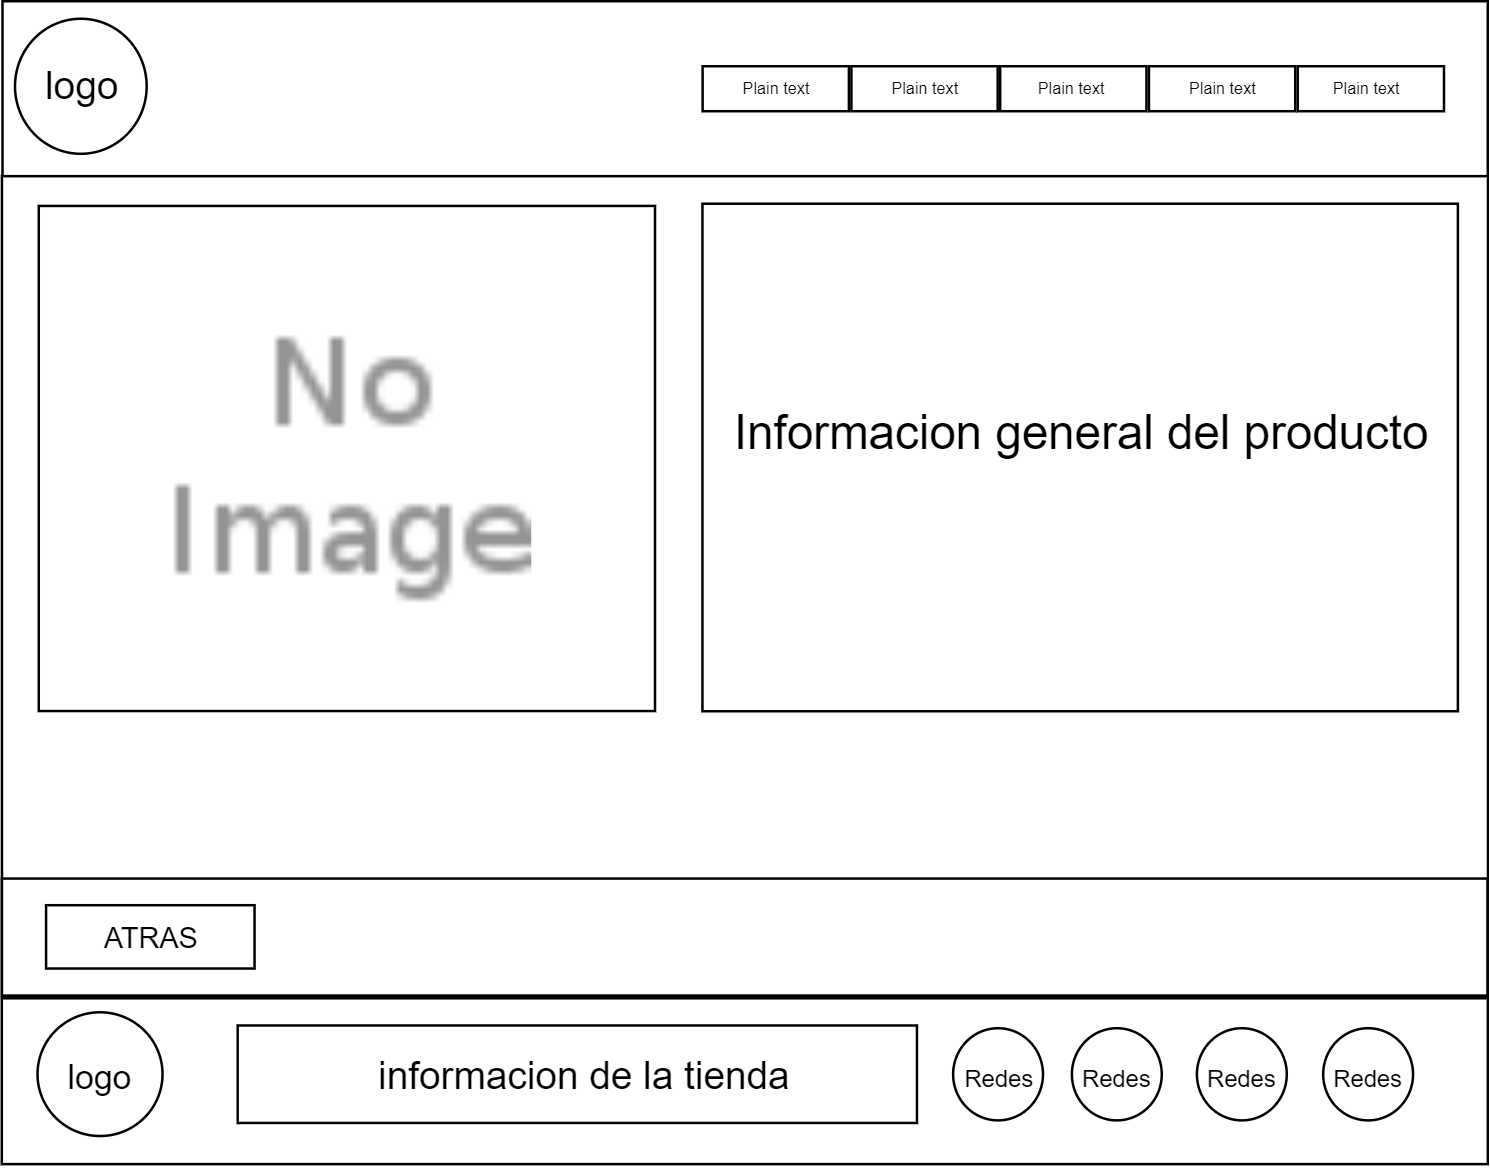 logo
Plain text Plain text Plain text Plain text Plain text
No
Image
Informacion general del producto
ATRAS
logo
informacion de la tienda
Redes Redes Redes Redes